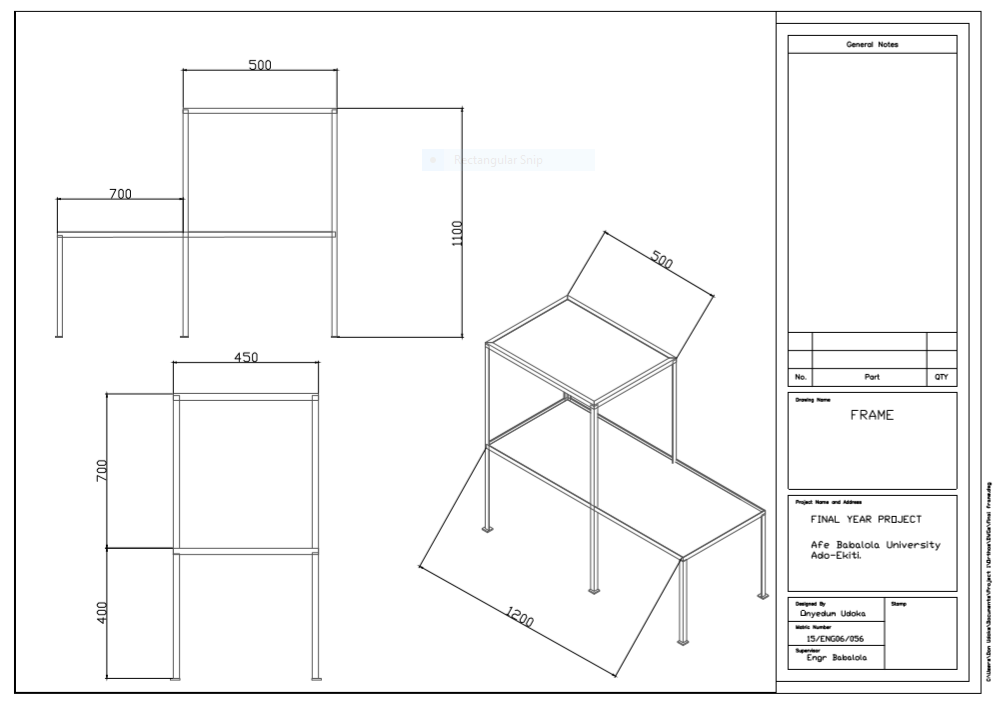 500
700
1100
Rectangular Snip
450
700
400
500
1200
General Notes
No. Part QTY
Drawing Name
FRAME
Project Name and Address
FINAL YEAR PROJECT
Afe Babalola University
Ado-Ekiti.
Designed By
Onyedum Udoka
Matric Number
15/ENG06/056
Supervisor
Engr Babalola
Stamp